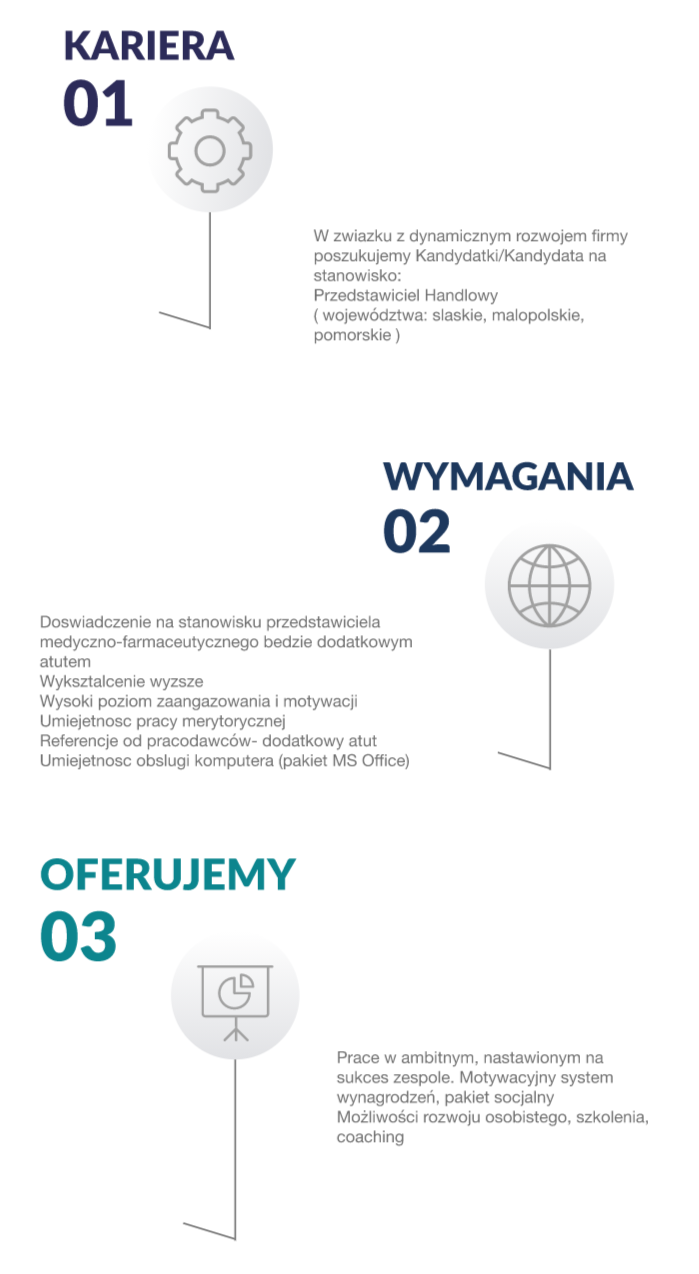 KARIERA
01
W zwiazku z dynamicznym rozwojem firmy
poszukujemy Kandydatki/Kandydata na
stanowisko:
Przedstawiciel Handlowy
( województwa: slaskie, malopolskie,
pomorskie )
WYMAGANIA
02
Doswiadczenie na stanowisku przedstawiciela
medyczno-farmaceutycznego bedzie dodatkowym
atutem
Wyksztalcenie wyzsze
Wysoki poziom zaangazowania i motywacji
Umiejetnosc pracy merytorycznej
Referencje od pracodawców- dodatkowy atut
Umiejetnosc obslugi komputera (pakiet MS Office)
OFERUJEMY
03
Prace w ambitnym, nastawionym na
sukces zespole. Motywacyjny system
wynagrodzeń, pakiet socjalny
Możliwości rozwoju osobistego, szkolenia,
coaching